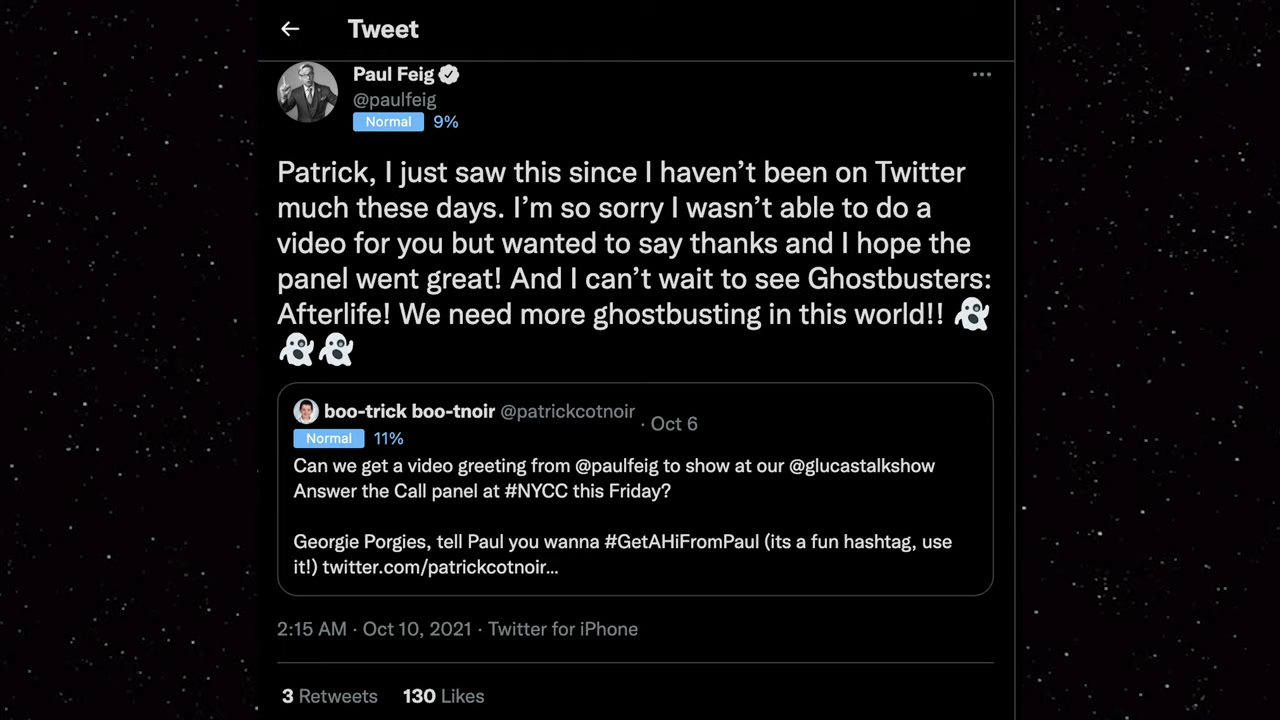 Tweet
Paul Feig
@paulfeig
Normal 9%
Patrick, I just saw this since I haven’t been on Twitter
much these days. I’m so sorry I wasn’t able to do a
video for you but wanted to say thanks and I hope the
panel went great! And I can’t wait to see Ghostbusters:
Afterlife! We need more ghostbusting in this world!! 👻
👻👻
boo-trick boo-tnoir @patrickcotnoir · Oct 6
Normal 11%
Can we get a video greeting from @paulfeig to show at our @glucastalkshow
Answer the Call panel at #NYCC this Friday?
Georgie Porgies, tell Paul you wanna #GetAHiFromPaul (its a fun hashtag, use
it!) twitter.com/patrickcotnoir...
2:15 AM · Oct 10, 2021 · Twitter for iPhone
3 Retweets 130 Likes